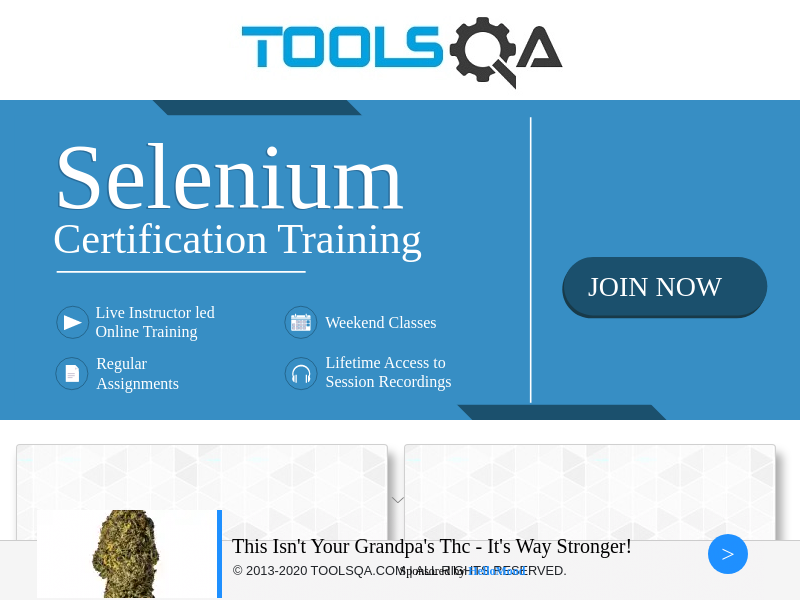 TOOLSQA
Selenium
Certification Training
JOIN NOW
Live Instructor led
Online Training
Weekend Classes
Regular
Assignments
Lifetime Access to
Session Recordings
This Isn't Your Grandpa's Thc - It's Way Stronger!
© 2013-2020 TOOLSQA.COM | ALL RIGHTS RESERVED.
Sponsored by
>